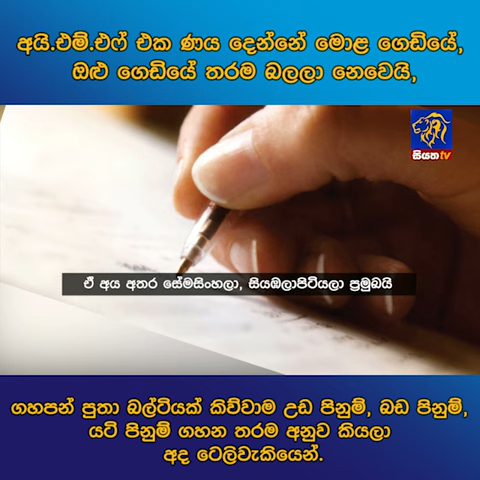 අයි.එම්.එෆ් එක ණය දෙන්නේ මොළ ගෙඩියේ,
ඔළු ගෙඩියේ තරම බලලා නෙවෙයි,
සියත tv
ඒ අය අතර සේමසිංහලා, සියඹලාපිටියලා ප්‍රමුඛයි
ගහපන් පුතා බල්ටියක් කිව්වාම උඩ පිනුම්, බඩ පිනුම්,
යටි පිනුම් ගහන තරම අනුව කියලා
අද ටෙලිවැකියෙන්.